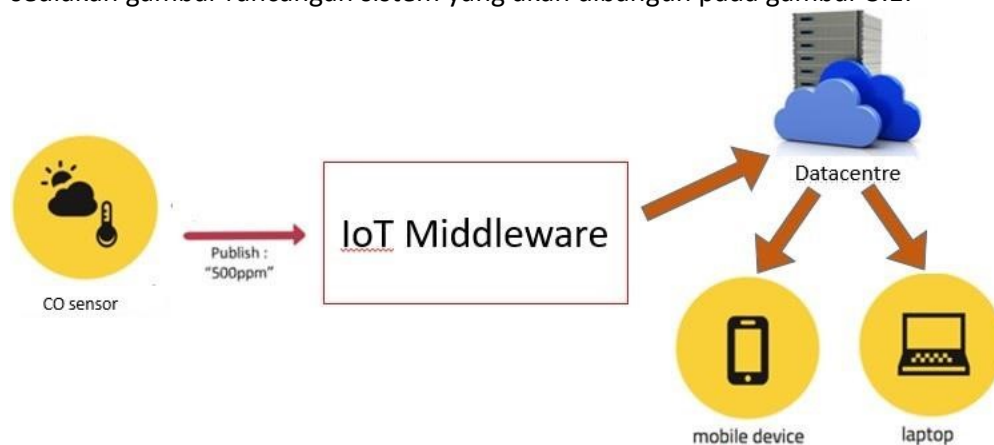 IoT Middleware
Datacentre
Publish :
"500ppm"
CO sensor
mobile device
laptop